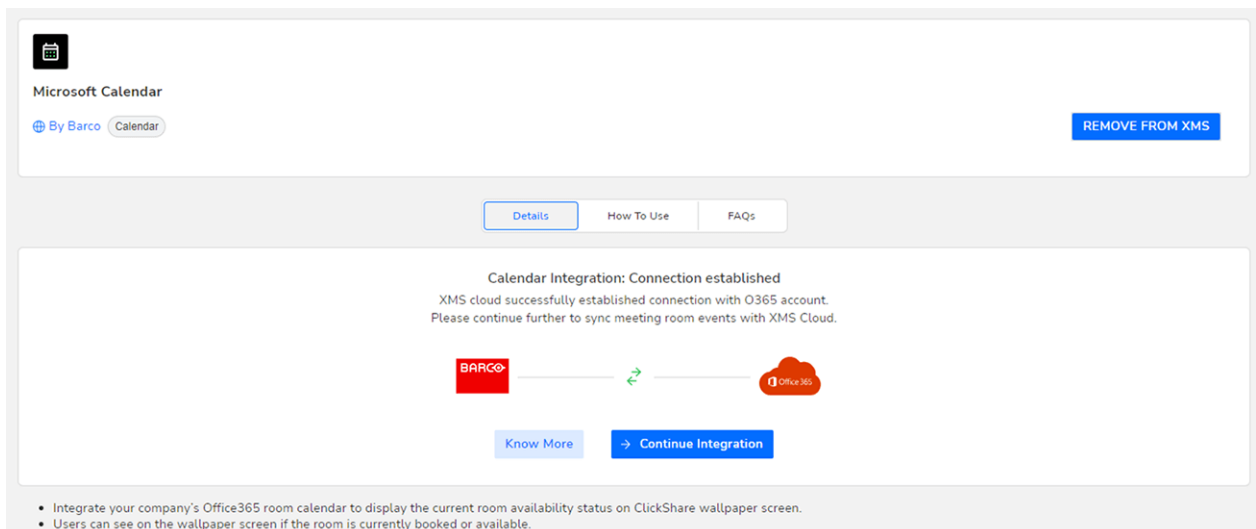 Microsoft Calendar
By Barco Calendar
REMOVE FROM XMS
Details How To Use FAQs
Calendar Integration: Connection established
XMS cloud successfully established connection with O365 account.
Please continue further to sync meeting room events with XMS Cloud.
BARCO
Office 365
Know More → Continue Integration
• Integrate your company's Office365 room calendar to display the current room availability status on ClickShare wallpaper screen.
• Users can see on the wallpaper screen if the room is currently booked or available.